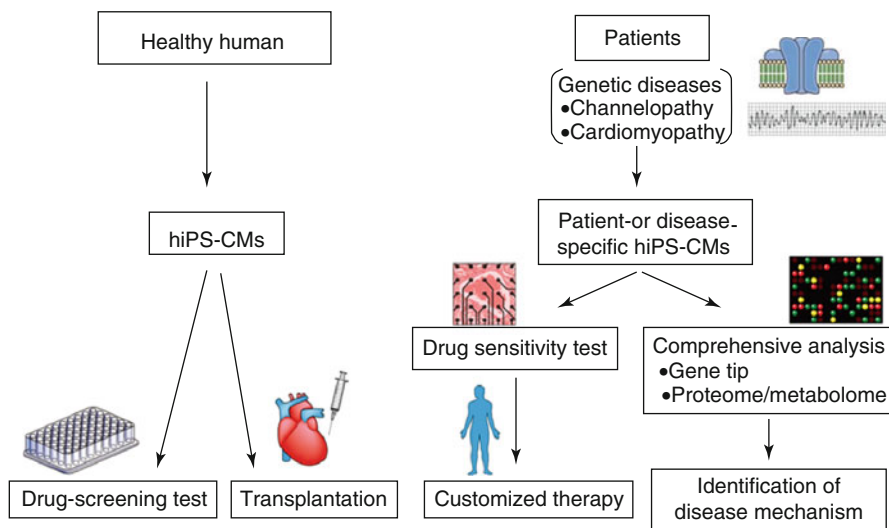 Healthy human
hiPS-CMs
Drug-screening test
Transplantation
Patients
Genetic diseases
•Channelopathy
•Cardiomyopathy
Patient-or disease-
specific hiPS-CMs
Drug sensitivity test
Customized therapy
Comprehensive analysis
•Gene tip
•Proteome/metabolome
Identification of
disease mechanism